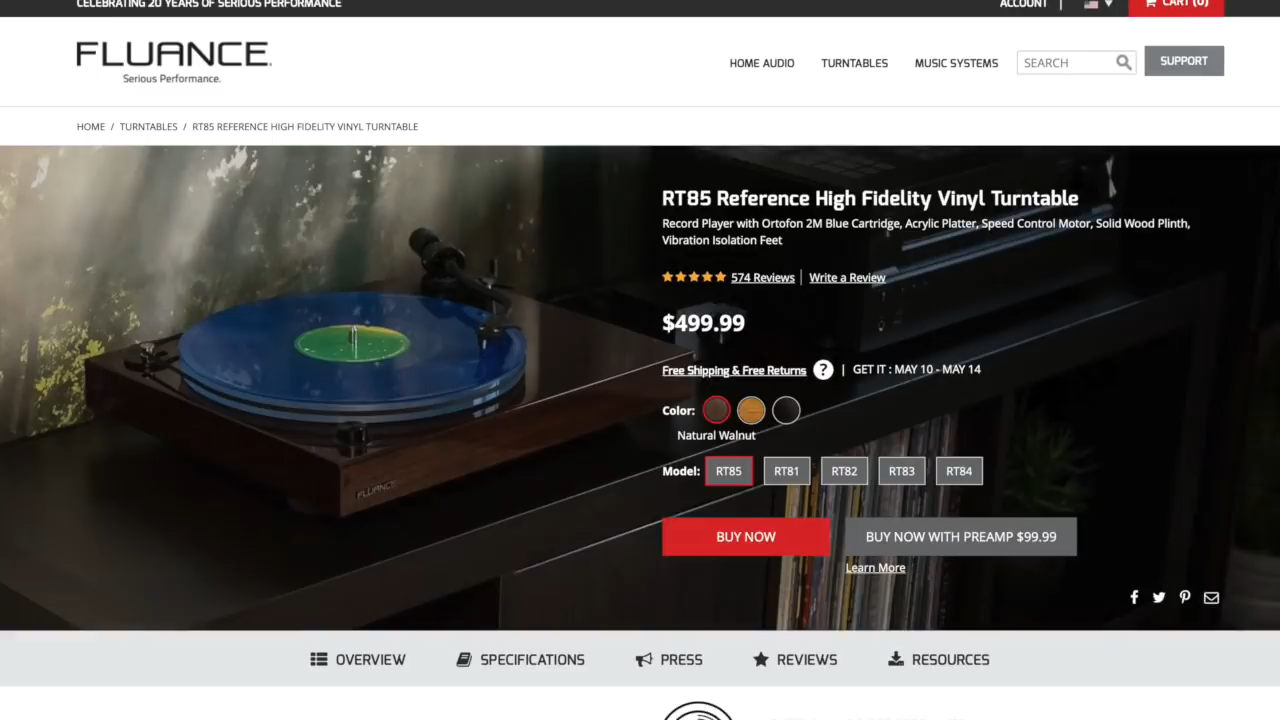 CELEBRATING 20 YEARS OF SERIOUS PERFORMANCE
ACCOUNT | CART (0)
FLUANCE
Serious Performance.
HOME AUDIO TURNTABLES MUSIC SYSTEMS SEARCH SUPPORT
HOME / TURNTABLES / RT85 REFERENCE HIGH FIDELITY VINYL TURNTABLE
RT85 Reference High Fidelity Vinyl Turntable
Record Player with Ortofon 2M Blue Cartridge, Acrylic Platter, Speed Control Motor, Solid Wood Plinth,
Vibration Isolation Feet
574 Reviews | Write a Review
$499.99
Free Shipping & Free Returns ? | GET IT : MAY 10 - MAY 14
Color:
Natural Walnut
Model: RT85 RT81 RT82 RT83 RT84
FLUANCE
BUY NOW BUY NOW WITH PREAMP $99.99
Learn More
OVERVIEW SPECIFICATIONS PRESS REVIEWS RESOURCES